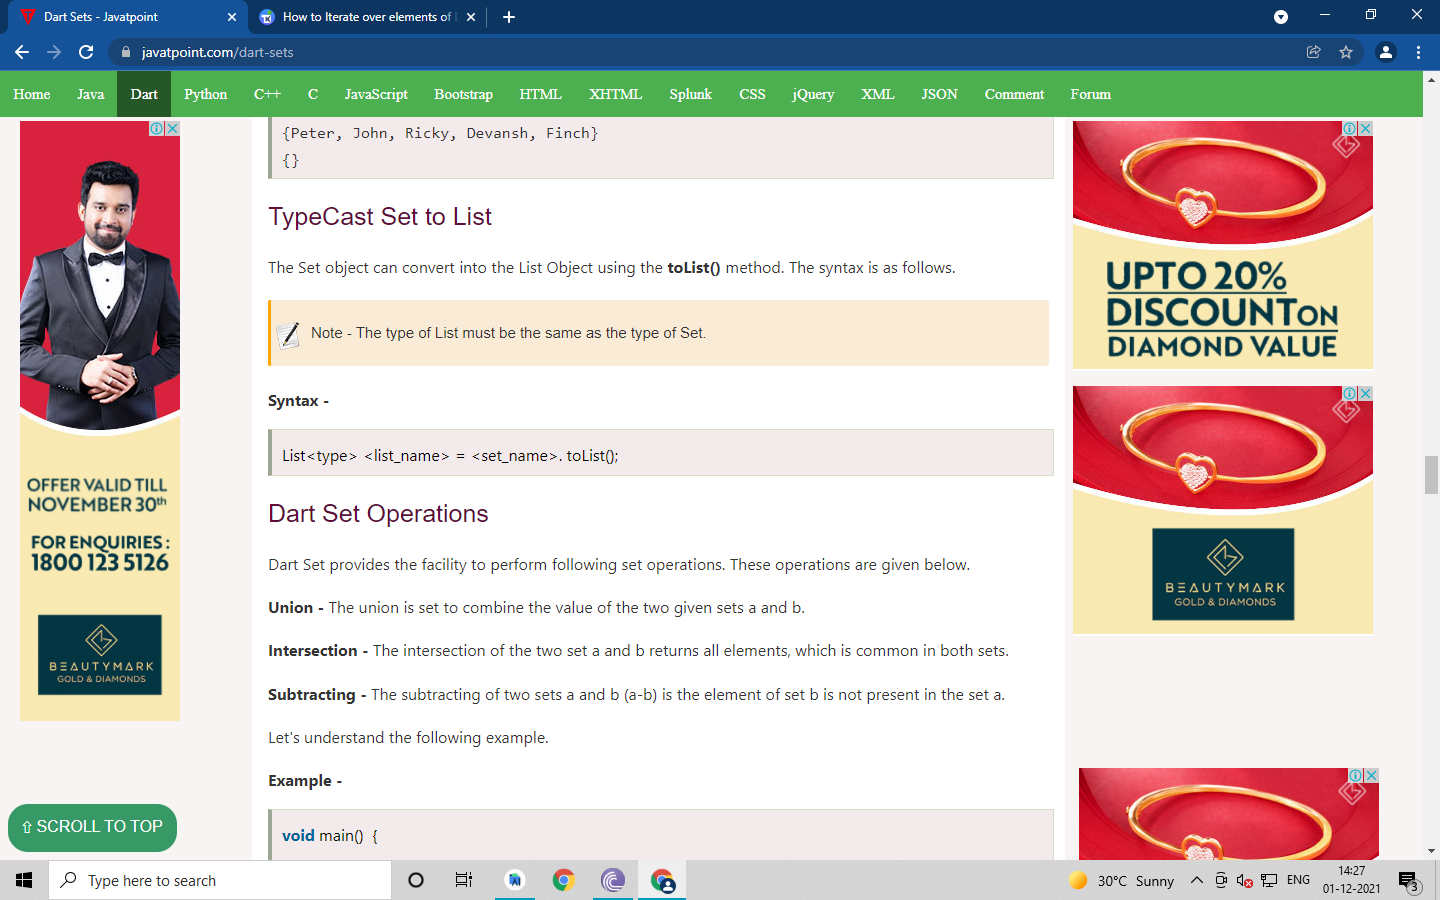 Dart Sets - Javatpoint
How to Iterate over elements of
javatpoint.com/dart-sets
Home Java Dart Python C++ C JavaScript Bootstrap HTML XHTML Splunk CSS jQuery XML JSON Comment Forum
{Peter, John, Ricky, Devansh, Finch}
{}
TypeCast Set to List
The Set object can convert into the List Object using the toList() method. The syntax is as follows.
Note - The type of List must be the same as the type of Set.
Syntax -
List<type> <list_name> = <set_name>. toList();
Dart Set Operations
Dart Set provides the facility to perform following set operations. These operations are given below.
Union - The union is set to combine the value of the two given sets a and b.
Intersection - The intersection of the two set a and b returns all elements, which is common in both sets.
Subtracting - The subtracting of two sets a and b (a-b) is the element of set b is not present in the set a.
Let's understand the following example.
Example -
void main() {
OFFER VALID TILL
NOVEMBER 30th
FOR ENQUIRIES :
1800 123 5126
BEAUTYMARK
GOLD & DIAMONDS
⇧ SCROLL TO TOP
UPTO 20%
DISCOUNT ON
DIAMOND VALUE
BEAUTYMARK
GOLD & DIAMONDS
Type here to search
30°C Sunny
ENG
14:27
01-12-2021
3